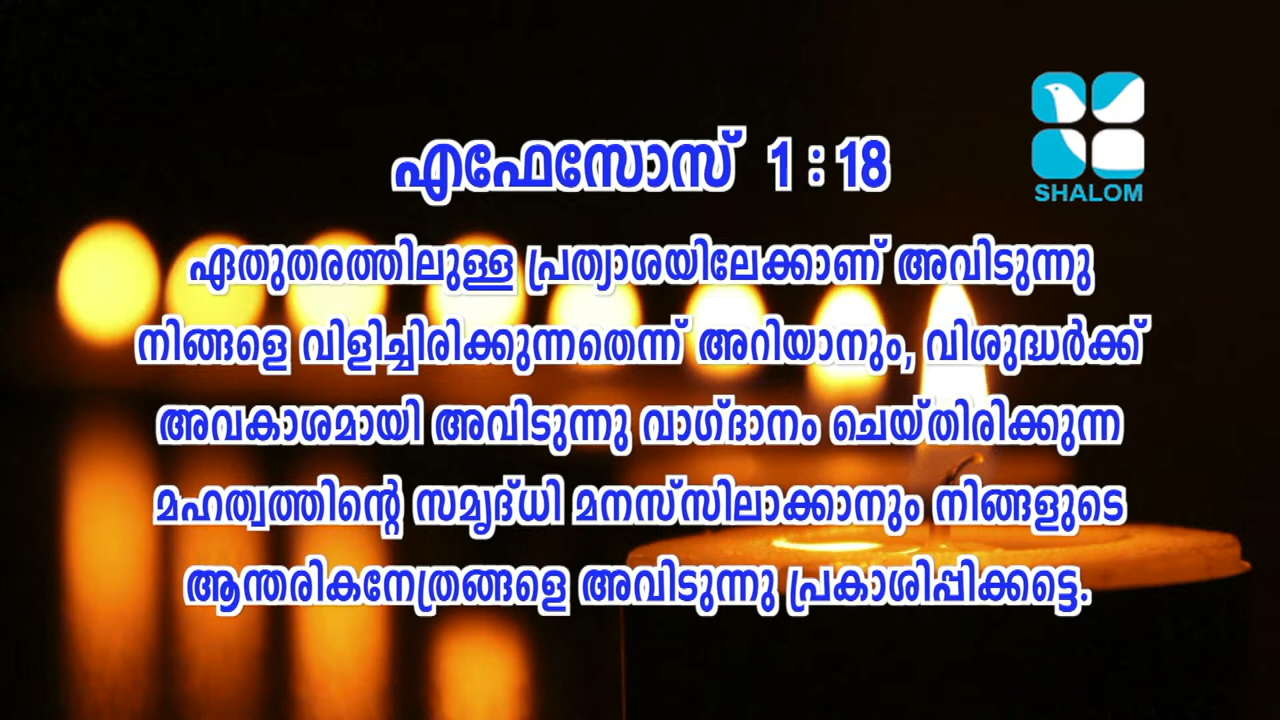 എഫേസോസ് 1 : 18
SHALOM
ഏതുതരത്തിലുള്ള പ്രത്യാശയിലേക്കാണ് അവിടുന്നു
നിങ്ങളെ വിളിച്ചിരിക്കുന്നതെന്ന് അറിയാനും, വിശുദ്ധർക്ക്
അവകാശമായി അവിടുന്നു വാഗ്ദാനം ചെയ്തിരിക്കുന്ന
മഹത്വത്തിന്റെ സമൃദ്ധി മനസ്സിലാക്കാനും നിങ്ങളുടെ
ആന്തരികനേത്രങ്ങളെ അവിടുന്നു പ്രകാശിപ്പിക്കട്ടെ.